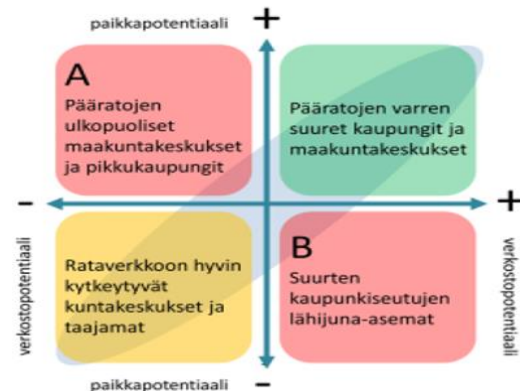 paikkapotentiaali +
A
Pääratojen
ulkopuoliset
maakuntakeskukset
ja pikkukaupungit
Pääratojen varren
suuret kaupungit ja
maakuntakeskukset
-
+
verkostopotentiaali
verkostopotentiaali
Rataverkkoon hyvin
kytkeytyvät
kuntakeskukset ja
taajamat
B
Suurten
kaupunkiseutujen
lähijuna-asemat
paikkapotentiaali -